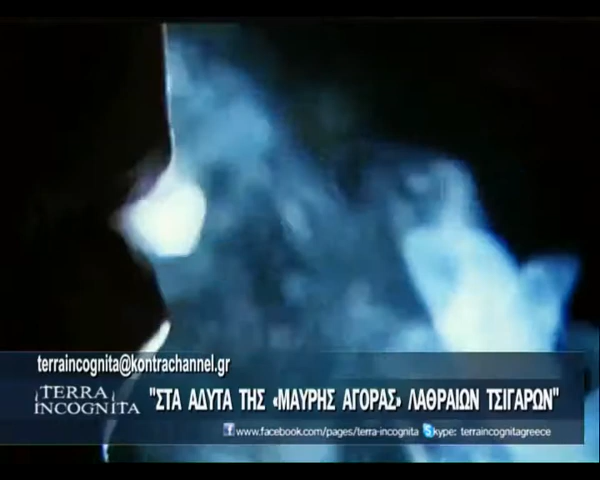 terraincognita@kontrachannel.gr
TERRA INCOGNITA
"ΣΤΑ ΑΔΥΤΑ ΤΗΣ «ΜΑΥΡΗΣ ΑΓΟΡΑΣ» ΛΑΘΡΑΙΩΝ ΤΣΙΓΑΡΩΝ"
f www.facebook.com/pages/terra-incognita Skype: terraincognitagreece